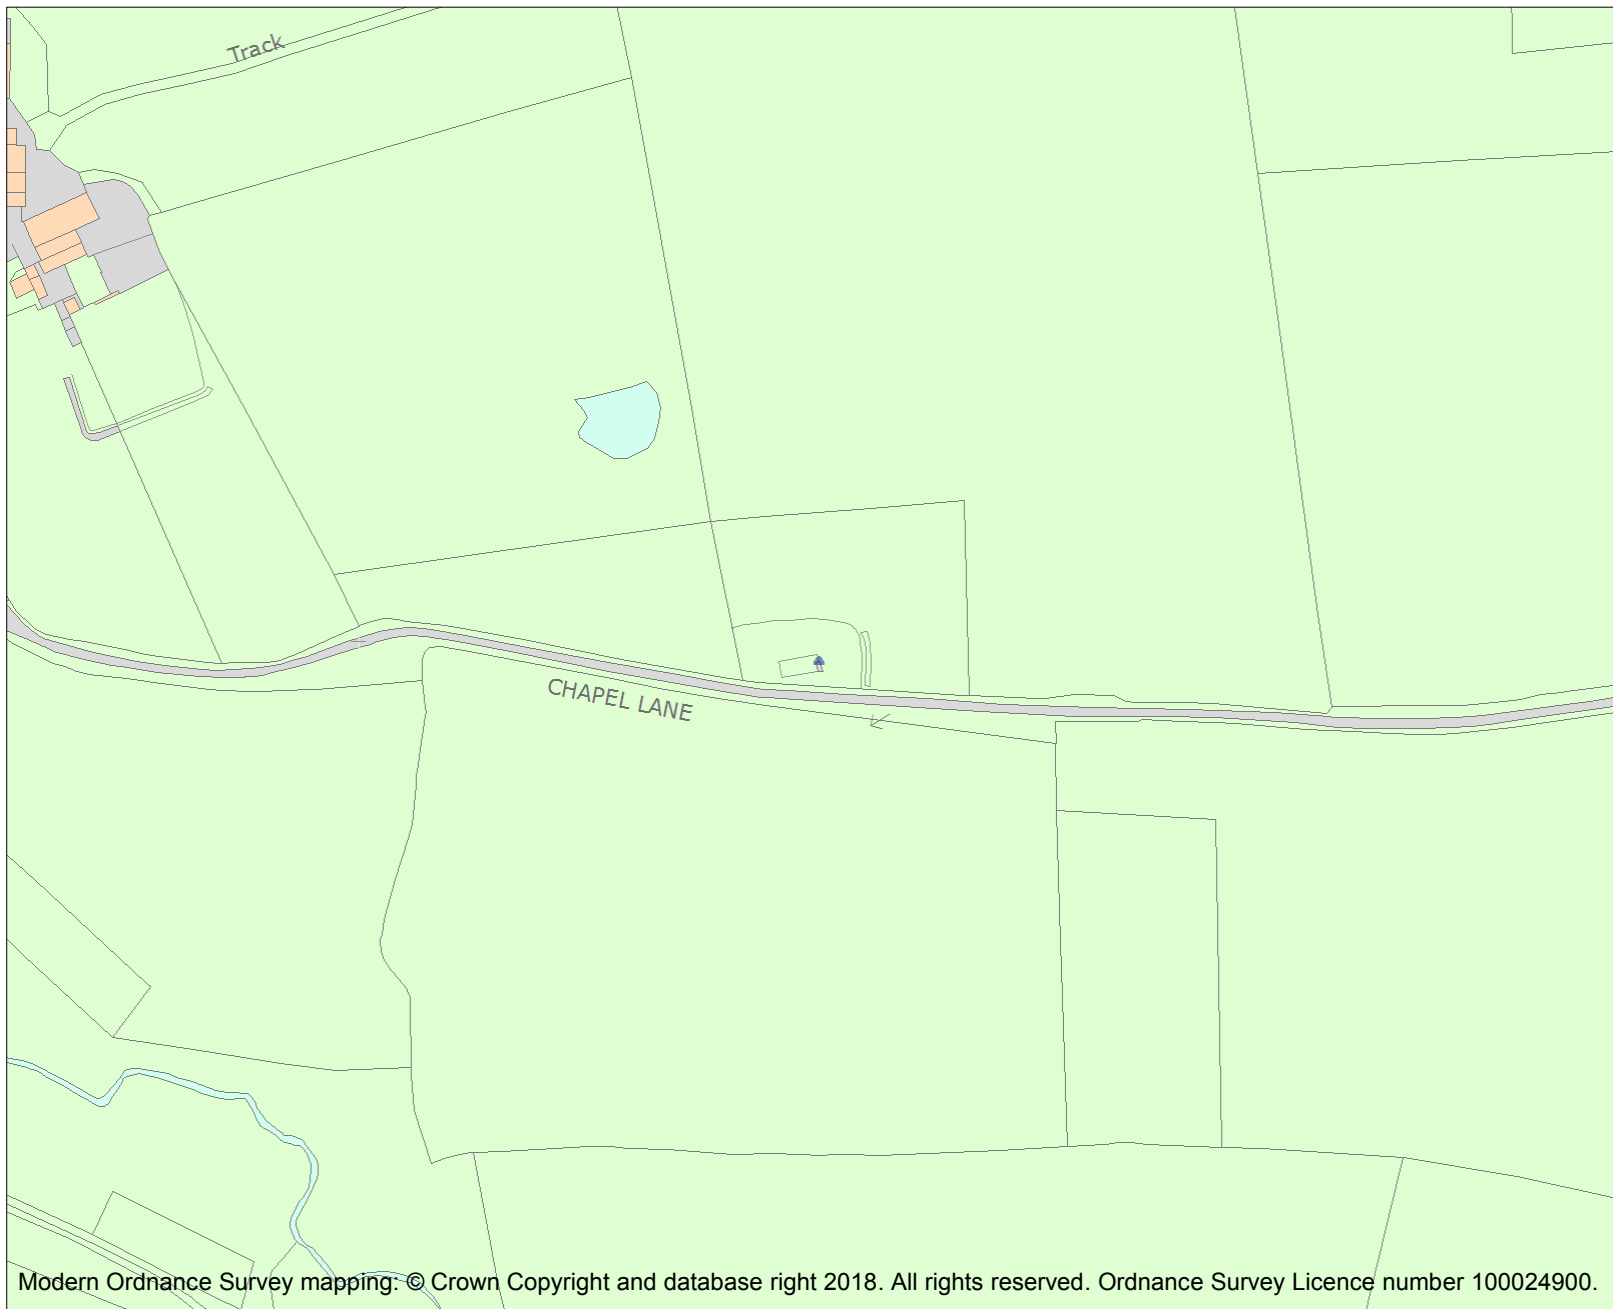 Track
CHAPEL LANE
Modern Ordnance Survey mapping: © Crown Copyright and database right 2018. All rights reserved. Ordnance Survey Licence number 100024900.